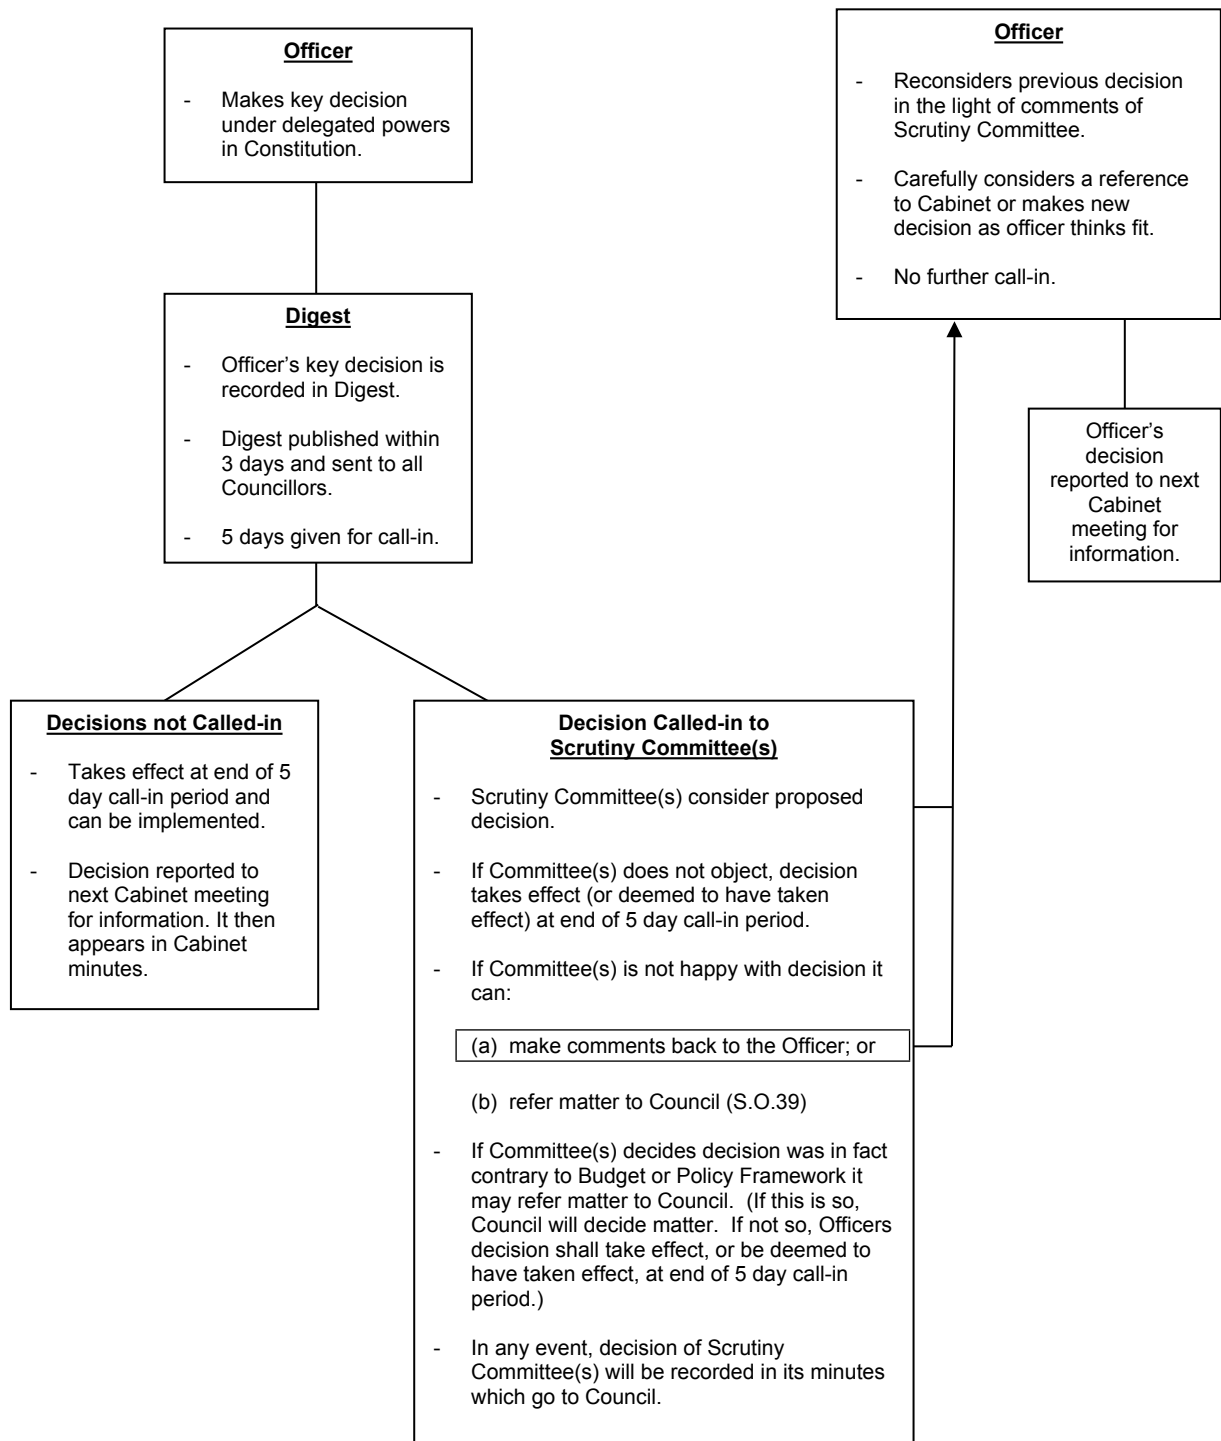 Officer
- Makes key decision
under delegated powers
in Constitution.
Digest
- Officer’s key decision is
recorded in Digest.
- Digest published within
3 days and sent to all
Councillors.
- 5 days given for call-in.
Decisions not Called-in
- Takes effect at end of 5
day call-in period and
can be implemented.
- Decision reported to
next Cabinet meeting
for information. It then
appears in Cabinet
minutes.
Decision Called-in to
Scrutiny Committee(s)
- Scrutiny Committee(s) consider proposed
decision.
- If Committee(s) does not object, decision
takes effect (or deemed to have taken
effect) at end of 5 day call-in period.
- If Committee(s) is not happy with decision it
can:
(a) make comments back to the Officer; or
(b) refer matter to Council (S.O.39)
- If Committee(s) decides decision was in fact
contrary to Budget or Policy Framework it
may refer matter to Council. (If this is so,
Council will decide matter. If not so, Officers
decision shall take effect, or be deemed to
have taken effect, at end of 5 day call-in
period.)
- In any event, decision of Scrutiny
Committee(s) will be recorded in its minutes
which go to Council.
Officer
- Reconsiders previous decision
in the light of comments of
Scrutiny Committee.
- Carefully considers a reference
to Cabinet or makes new
decision as officer thinks fit.
- No further call-in.
Officer’s
decision
reported to next
Cabinet
meeting for
information.